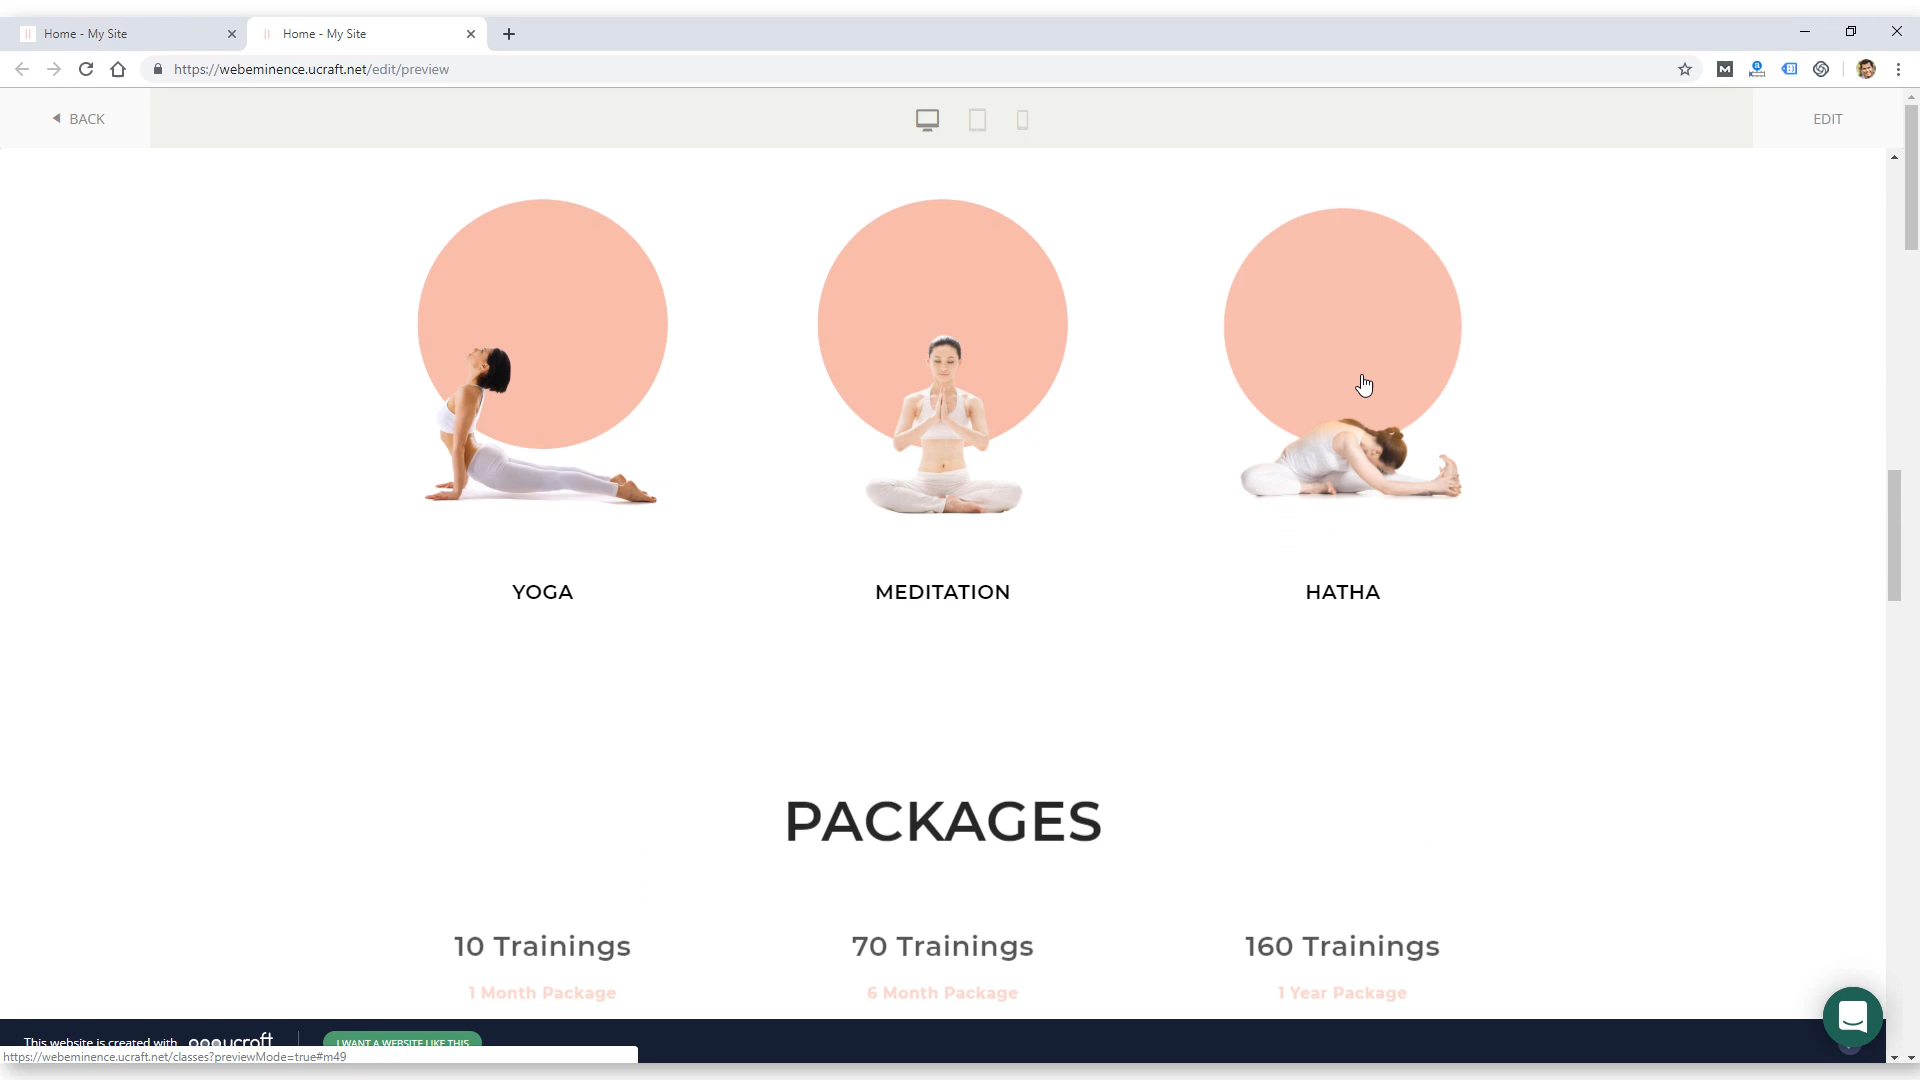 Home - My Site
Home - My Site
https://webeminence.ucraft.net/edit/preview
BACK
EDIT
YOGA
MEDITATION
HATHA
PACKAGES
10 Trainings
70 Trainings
160 Trainings
1 Month Package
6 Month Package
1 Year Package
This website is created with ucraft
I WANT A WEBSITE LIKE THIS
https://webeminence.ucraft.net/classes?previewMode=true#m49